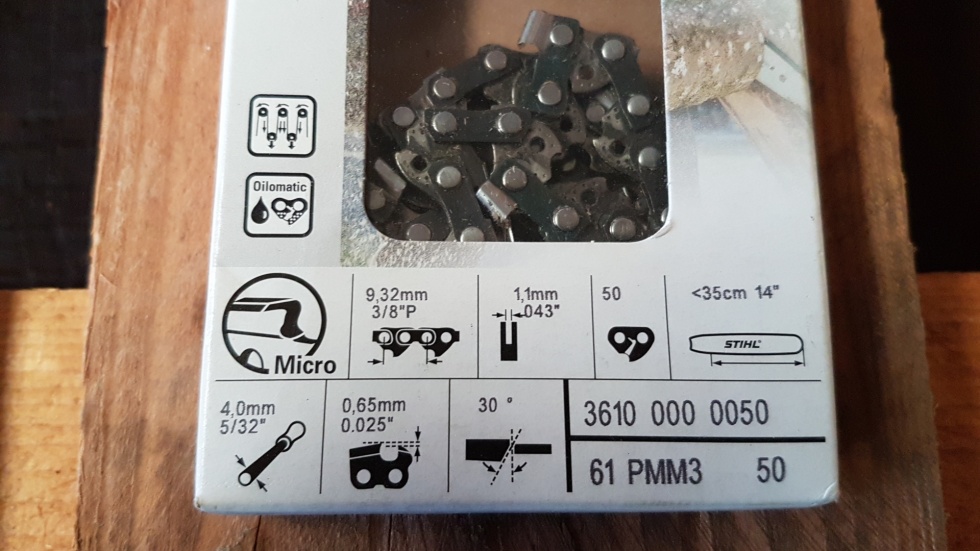 Oilomatic
Micro
9,32mm
3/8"P
1,1mm
.043"
50
<35cm 14"
STIHL®
4,0mm
5/32"
0,65mm
0.025"
30 °
3610 000 0050
61 PMM3 50